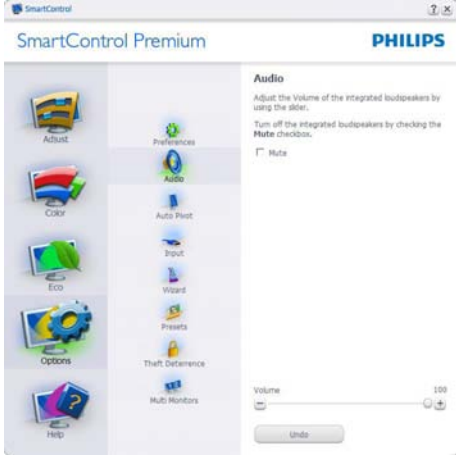 SmartControl
SmartControl Premium
PHILIPS
Adjust
Color
Eco
Options
Help
Preferences
Audio
Auto Pivot
Input
Wizard
Presets
Theft Deterrence
Multi Monitors
Audio
Adjust the Volume of the integrated loudspeakers by
using the slider.
Turn off the integrated loudspeakers by checking the
Mute checkbox.
Mute
Volume 100
Undo